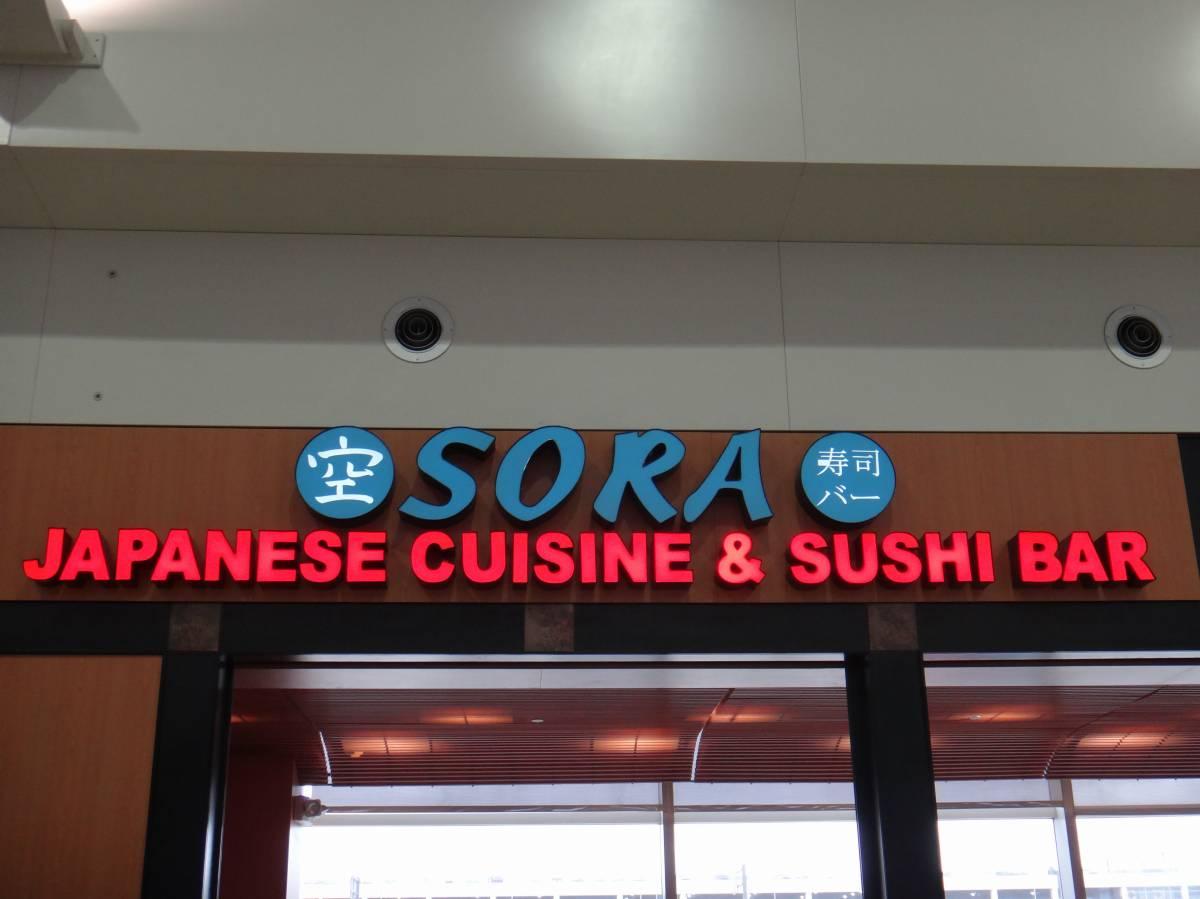 空 SORA 寿司
バー
JAPANESE CUISINE & SUSHI BAR